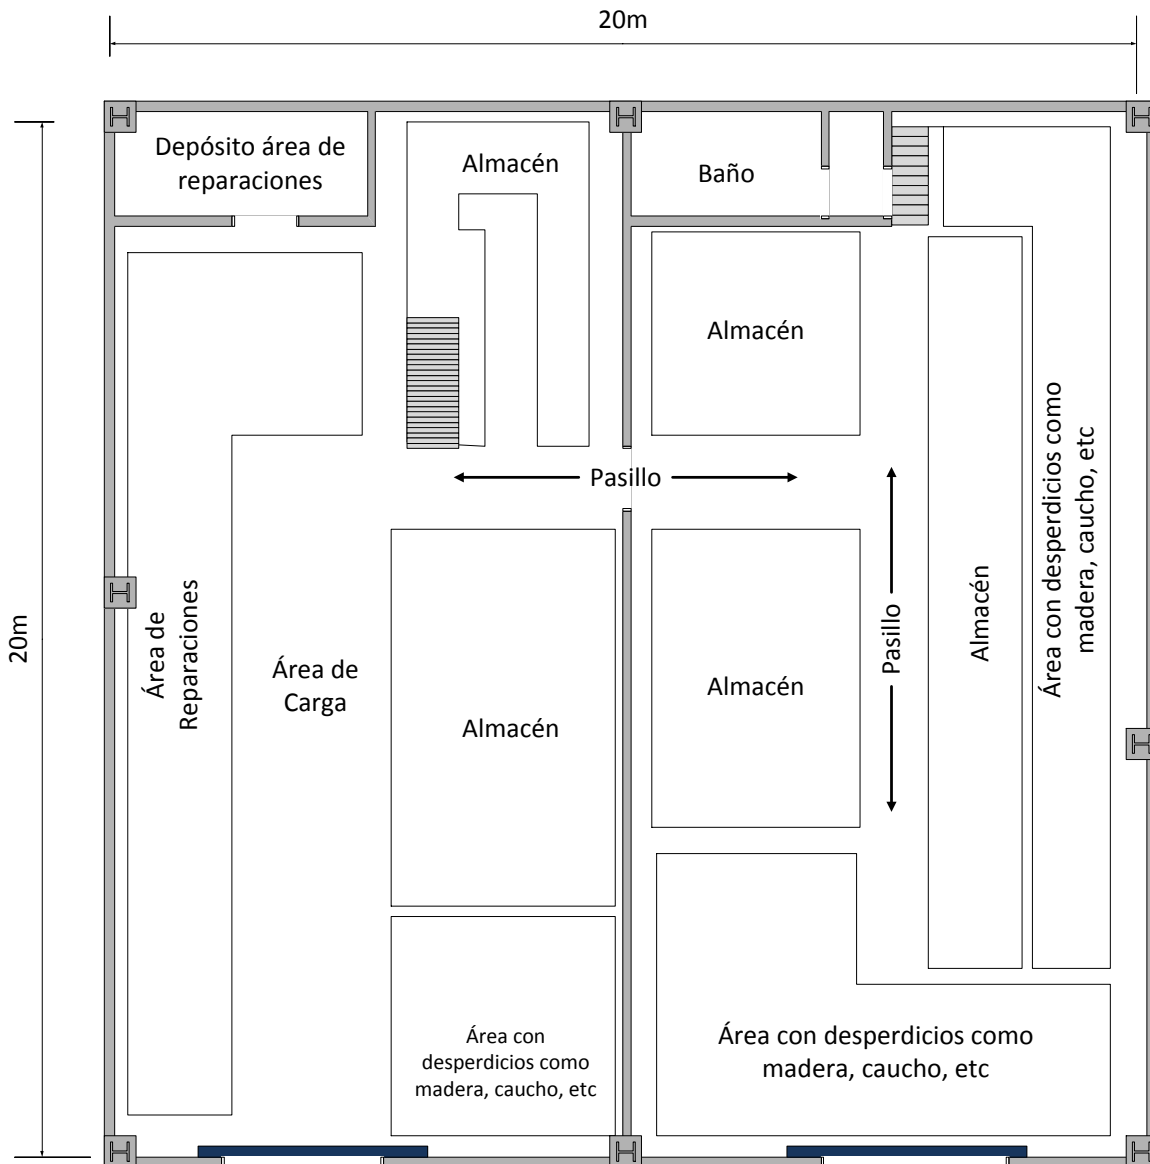 20m
20m
Depósito área de
reparaciones
Almacén
Baño
Almacén
Pasillo
Área con desperdicios como
madera, caucho, etc
Área de
Reparaciones
Área de
Carga
Almacén
Almacén
Pasillo
Almacén
Área con
desperdicios como
madera, caucho, etc
Área con desperdicios como
madera, caucho, etc